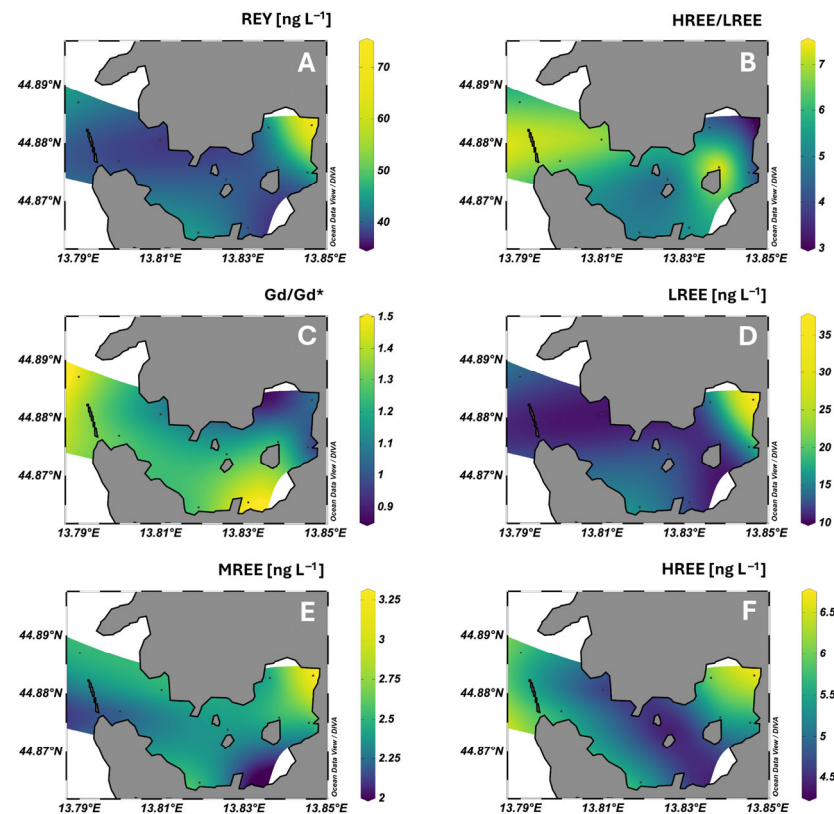 REY [ng L⁻¹]
A
44.89°N
44.88°N
44.87°N
13.79°E 13.81°E 13.83°E 13.85°E
70
60
50
40
Ocean Data View / DIVA
HREE/LREE
B
44.89°N
44.88°N
44.87°N
13.79°E 13.81°E 13.83°E 13.85°E
7
6
5
4
3
Ocean Data View / DIVA
Gd/Gd*
C
44.89°N
44.88°N
44.87°N
13.79°E 13.81°E 13.83°E 13.85°E
1.5
1.4
1.3
1.2
1.1
1
0.9
Ocean Data View / DIVA
LREE [ng L⁻¹]
D
44.89°N
44.88°N
44.87°N
13.79°E 13.81°E 13.83°E 13.85°E
35
30
25
20
15
10
Ocean Data View / DIVA
MREE [ng L⁻¹]
E
44.89°N
44.88°N
44.87°N
13.79°E 13.81°E 13.83°E 13.85°E
3.25
3
2.75
2.5
2.25
2
Ocean Data View / DIVA
HREE [ng L⁻¹]
F
44.89°N
44.88°N
44.87°N
13.79°E 13.81°E 13.83°E 13.85°E
6.5
6
5.5
5
4.5
Ocean Data View / DIVA